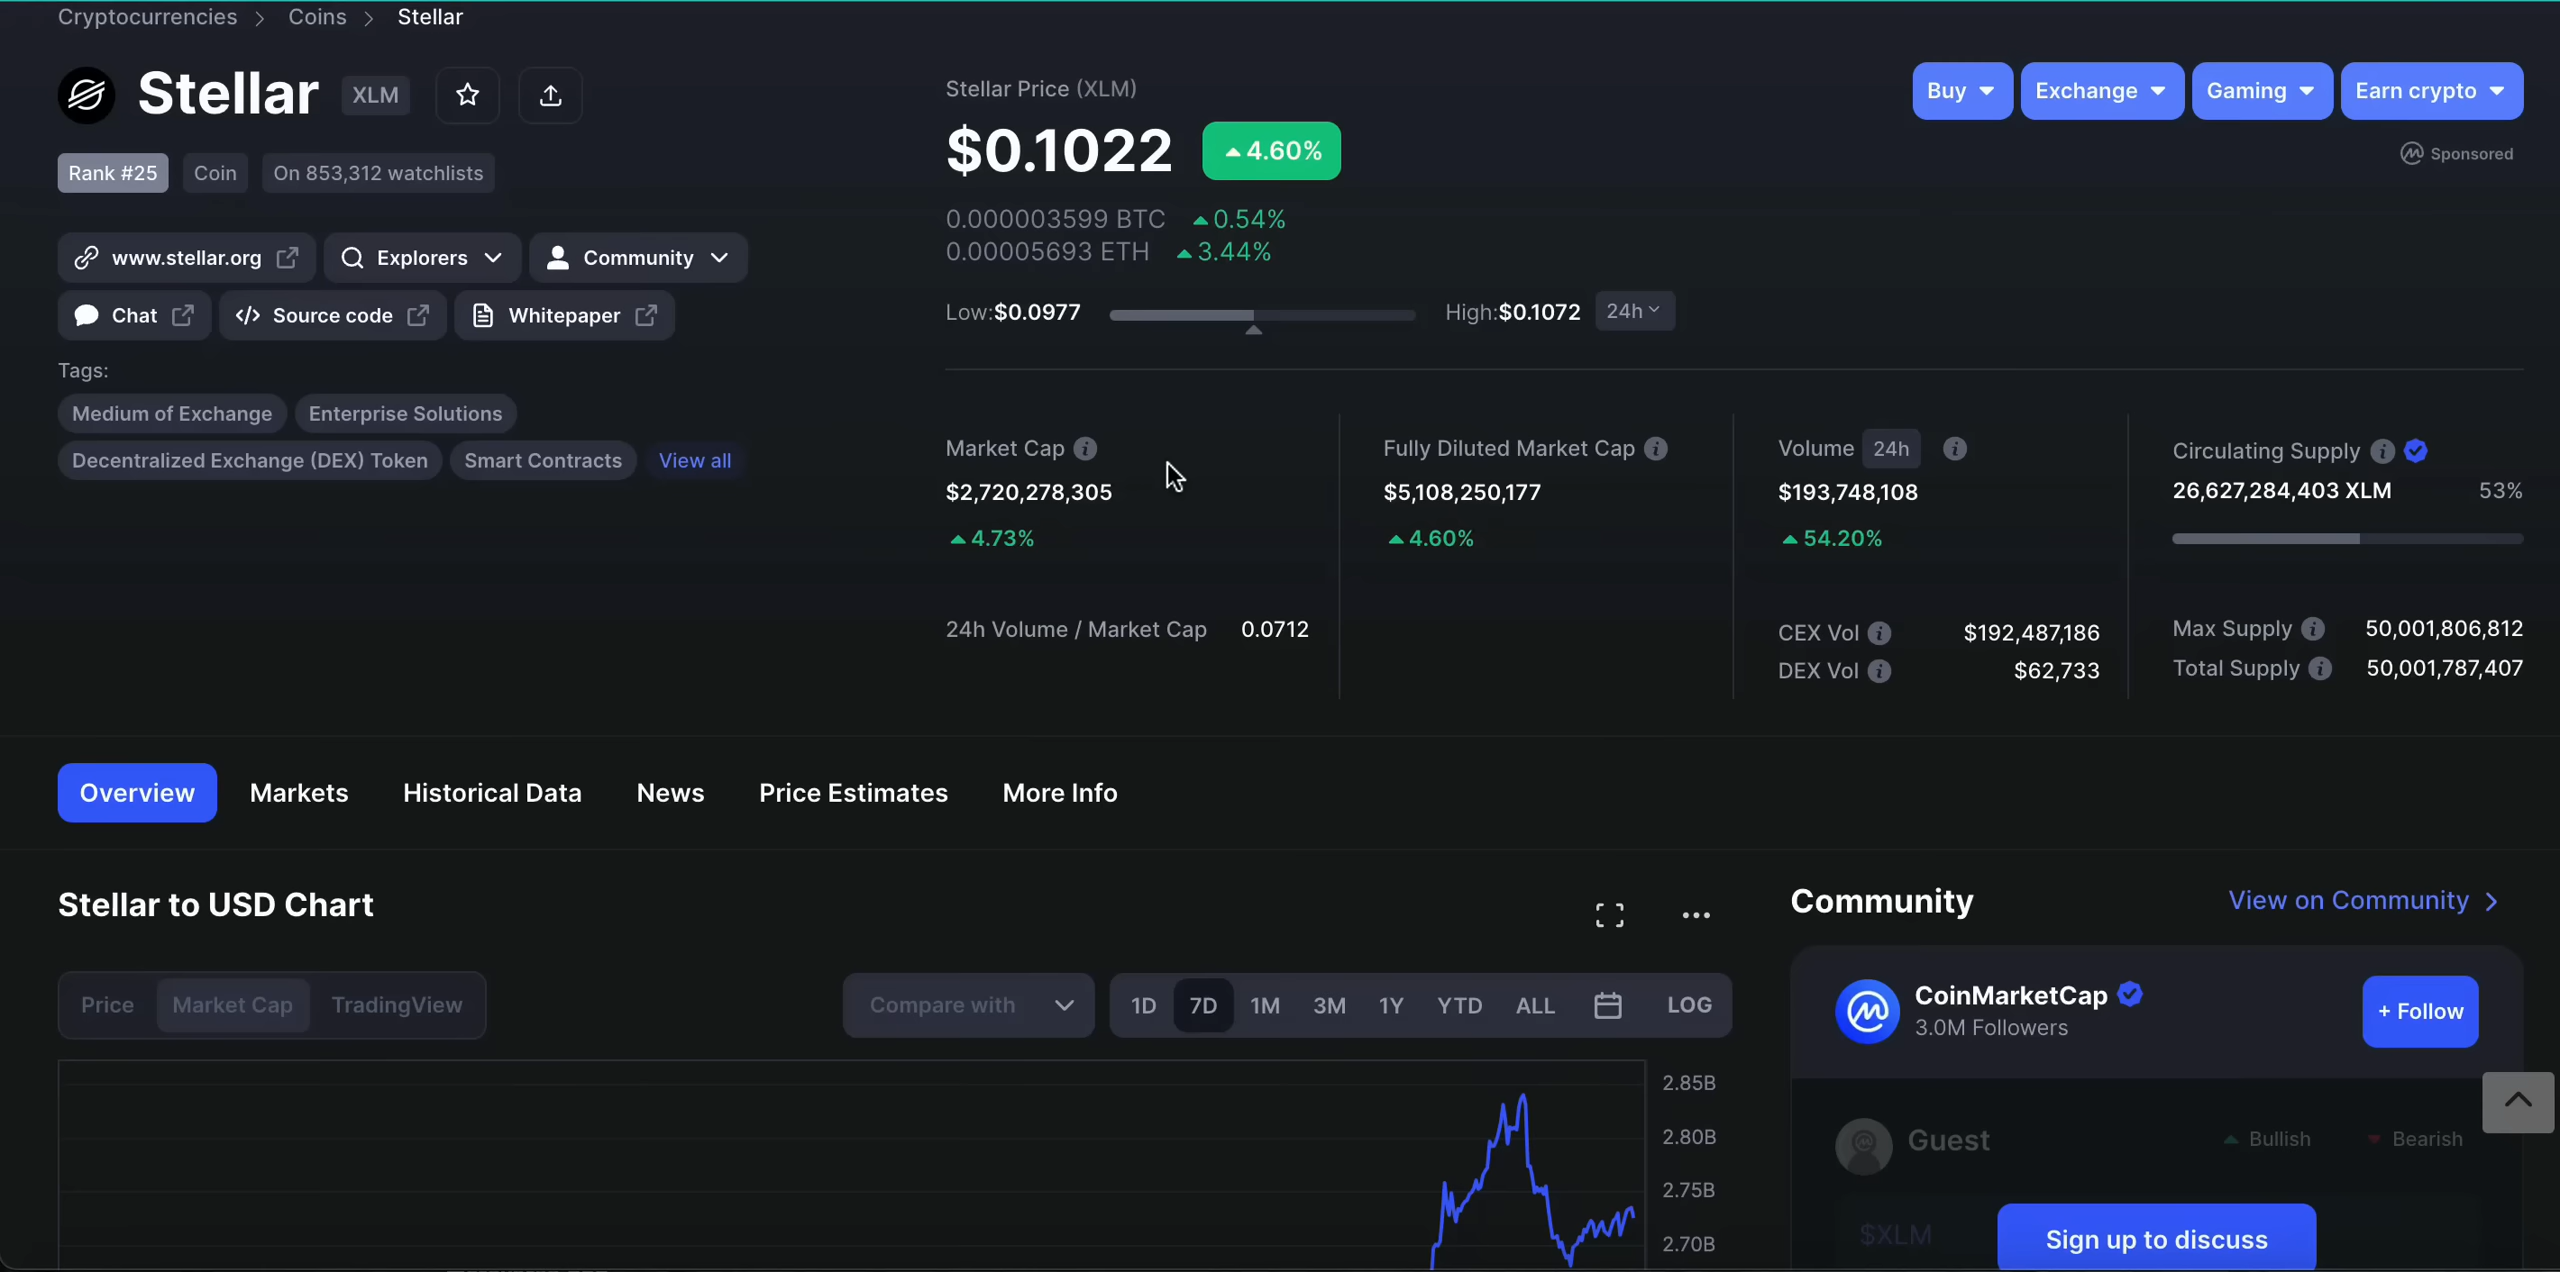 Cryptocurrencies > Coins > Stellar
Stellar XLM
Rank #25 Coin On 853,312 watchlists
www.stellar.org Explorers Community
Chat Source code Whitepaper
Tags:
Medium of Exchange Enterprise Solutions
Decentralized Exchange (DEX) Token Smart Contracts View all
Stellar Price (XLM)
$0.1022 4.60%
0.000003599 BTC 0.54%
0.00005693 ETH 3.44%
Low:$0.0977 High:$0.1072 24h
Buy Exchange Gaming Earn crypto
Sponsored
Market Cap
$2,720,278,305
4.73%
24h Volume / Market Cap 0.0712
Fully Diluted Market Cap
$5,108,250,177
4.60%
Volume 24h
$193,748,108
54.20%
CEX Vol $192,487,186
DEX Vol $62,733
Circulating Supply
26,627,284,403 XLM 53%
Max Supply 50,001,806,812
Total Supply 50,001,787,407
Overview Markets Historical Data News Price Estimates More Info
Stellar to USD Chart
Price Market Cap TradingView Compare with 1D 7D 1M 3M 1Y YTD ALL LOG
2.85B
2.80B
2.75B
2.70B
Community View on Community >
CoinMarketCap
3.0M Followers
+ Follow
Guest Bullish Bearish
$XLM
Sign up to discuss